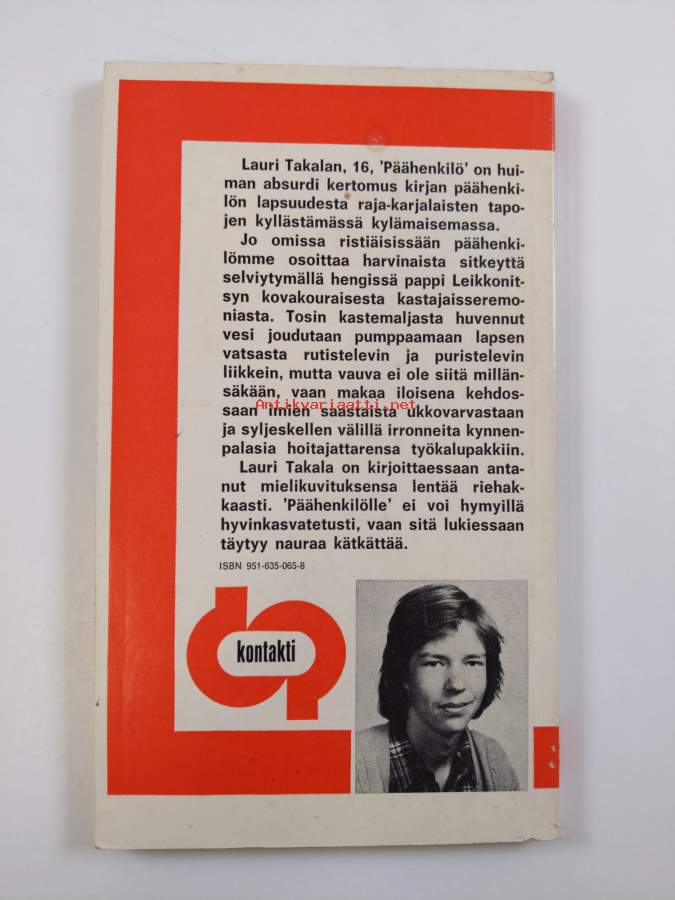 Lauri Takalan, 16, 'Päähenkilö' on hui-
man absurdi kertomus kirjan päähenki-
lön lapsuudesta raja-karjalaisten tapo-
jen kyllästämässä kylämaisemassa.
Jo omissa ristiäisissään päähenki-
lömme osoittaa harvinaista sitkeyttä
selviytymällä hengissä pappi Leikkonit-
syn kovakouraisesta kastajaisseremo-
niasta. Tosin kastemaljasta huvennut
vesi joudutaan pumppaamaan lapsen
vatsasta rutistelevin ja puristelevin
liikkein, mutta vauva ei ole siitä millän-
säkään, vaan makaa iloisena kehdos-
Antikvariaatti.net
saan imien saastaista ukkovarvastaan
ja syljeskellen välillä irronneita kynnen-
palasia hoitajattarensa työkalupakkiin.
Lauri Takala on kirjoittaessaan anta-
nut mielikuvituksensa lentää riehak-
kaasti. 'Päähenkilölle' ei voi hymyillä
hyvinkasvatetusti, vaan sitä lukiessaan
täytyy nauraa kätkättää.
ISBN 951-635-065-8
kontakti